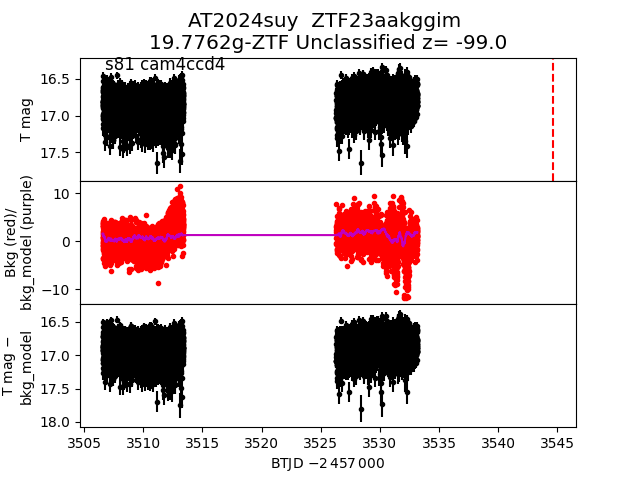 AT2024suy  ZTF23aakggim
19.7762g-ZTF Unclassified z= -99.0
s81 cam4ccd4
16.5
17.0
17.5
T mag
10
0
−10
Bkg (red)/
bkg_model (purple)
16.5
17.0
17.5
18.0
T mag −
bkg_model
3505 3510 3515 3520 3525 3530 3535 3540 3545
BTJD −2 457 000